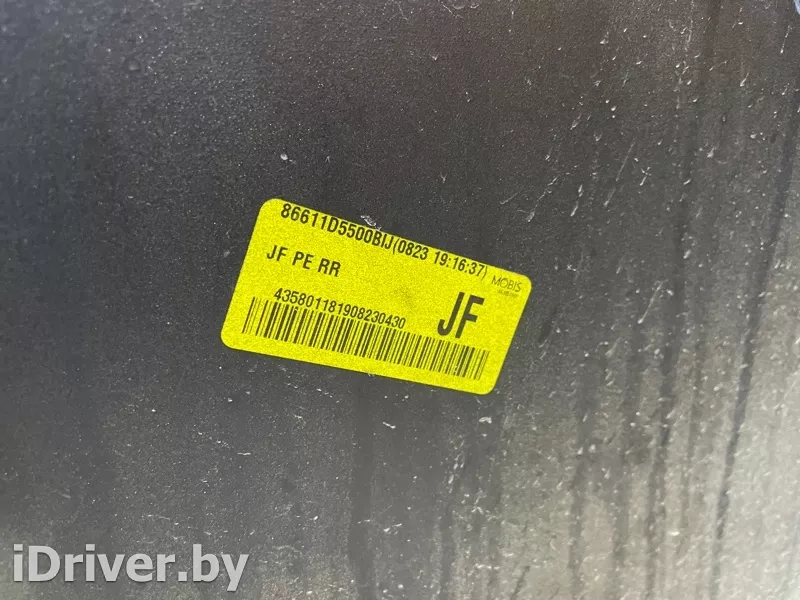 86611D5500BIJ(0823 19:16:37)
MOBIS
JF PE RR
JF
435801181908230430
iDriver.by